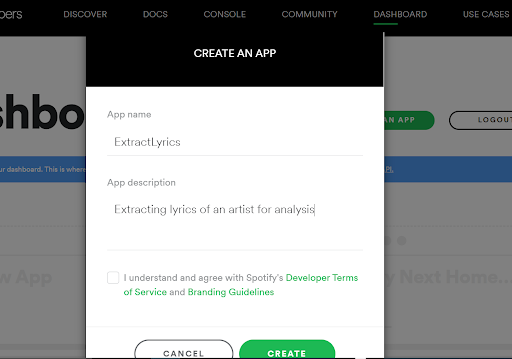 pers DISCOVER DOCS CONSOLE COMMUNITY DASHBOARD USE CASES
CREATE AN APP
shbo
App name
ExtractLyrics
AN APP
LOGOUT
ur dashboard. This is where
API.
App description
Extracting lyrics of an artist for analysis
w App
y Next Home...
I understand and agree with Spotify's Developer Terms
of Service and Branding Guidelines
CANCEL CREATE